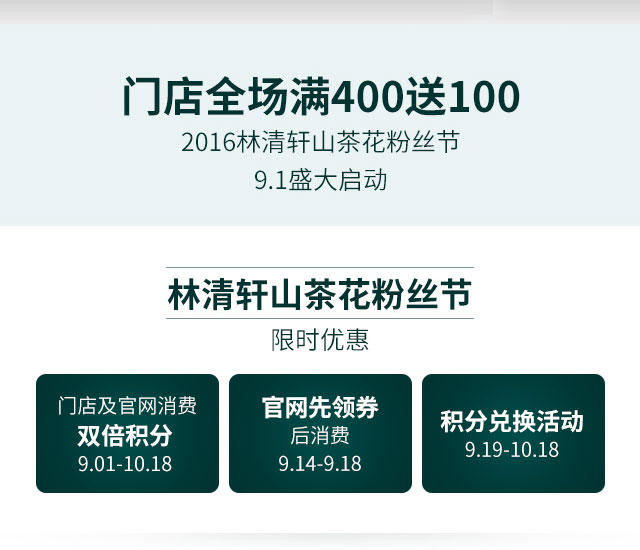 门店全场满400送100
2016林清轩山茶花粉丝节
9.1盛大启动
林清轩山茶花粉丝节
限时优惠
门店及官网消费
双倍积分
9.01-10.18
官网先领券
后消费
9.14-9.18
积分兑换活动
9.19-10.18